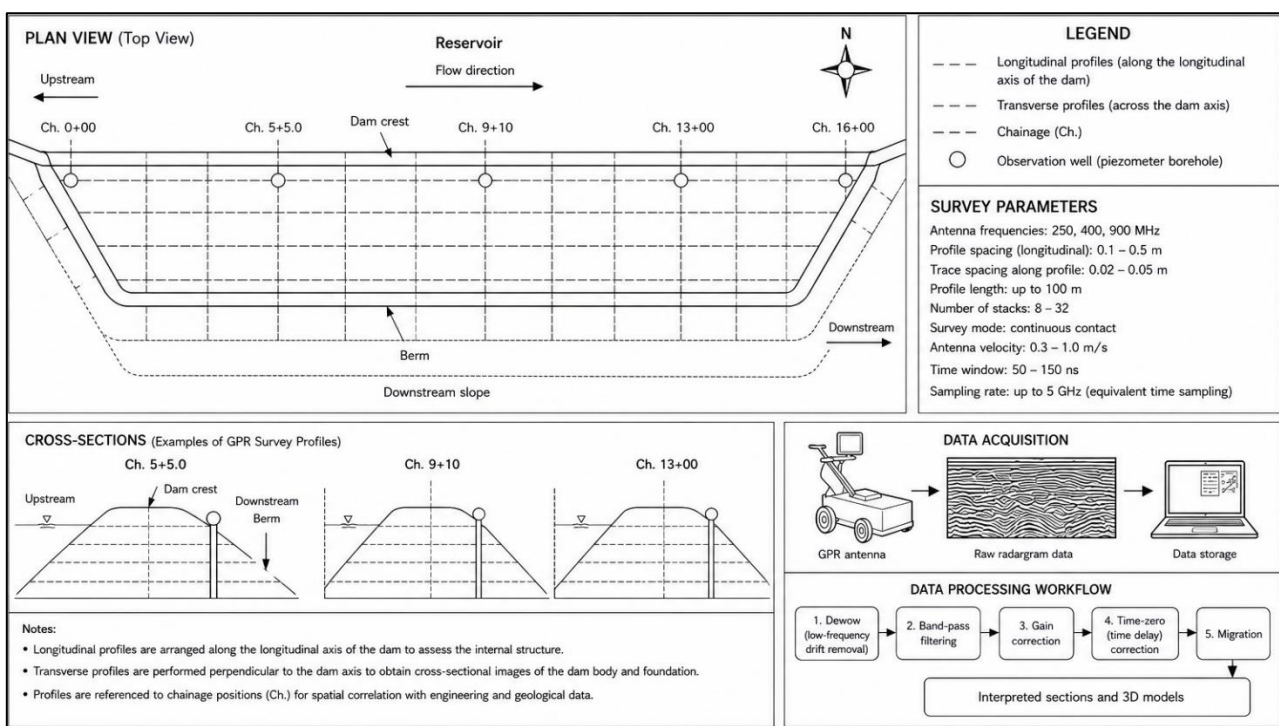 PLAN VIEW (Top View)
Reservoir
N
Upstream
Flow direction
Ch. 0+00
Ch. 5+5.0
Dam crest
Ch. 9+10
Ch. 13+00
Ch. 16+00
Downstream
Berm
Downstream slope
LEGEND
Longitudinal profiles (along the longitudinal
axis of the dam)
Transverse profiles (across the dam axis)
Chainage (Ch.)
Observation well (piezometer borehole)
SURVEY PARAMETERS
Antenna frequencies: 250, 400, 900 MHz
Profile spacing (longitudinal): 0.1 – 0.5 m
Trace spacing along profile: 0.02 – 0.05 m
Profile length: up to 100 m
Number of stacks: 8 – 32
Survey mode: continuous contact
Antenna velocity: 0.3 – 1.0 m/s
Time window: 50 – 150 ns
Sampling rate: up to 5 GHz (equivalent time sampling)
CROSS-SECTIONS (Examples of GPR Survey Profiles)
Ch. 5+5.0
Ch. 9+10
Ch. 13+00
Upstream
Dam crest
Downstream
Berm
Notes:
• Longitudinal profiles are arranged along the longitudinal axis of the dam to assess the internal structure.
• Transverse profiles are performed perpendicular to the dam axis to obtain cross-sectional images of the dam body and foundation.
• Profiles are referenced to chainage positions (Ch.) for spatial correlation with engineering and geological data.
DATA ACQUISITION
GPR antenna
Raw radargram data
Data storage
DATA PROCESSING WORKFLOW
1. Dewow
(low-frequency
drift removal)
2. Band-pass
filtering
3. Gain
correction
4. Time-zero
(time delay)
correction
5. Migration
Interpreted sections and 3D models